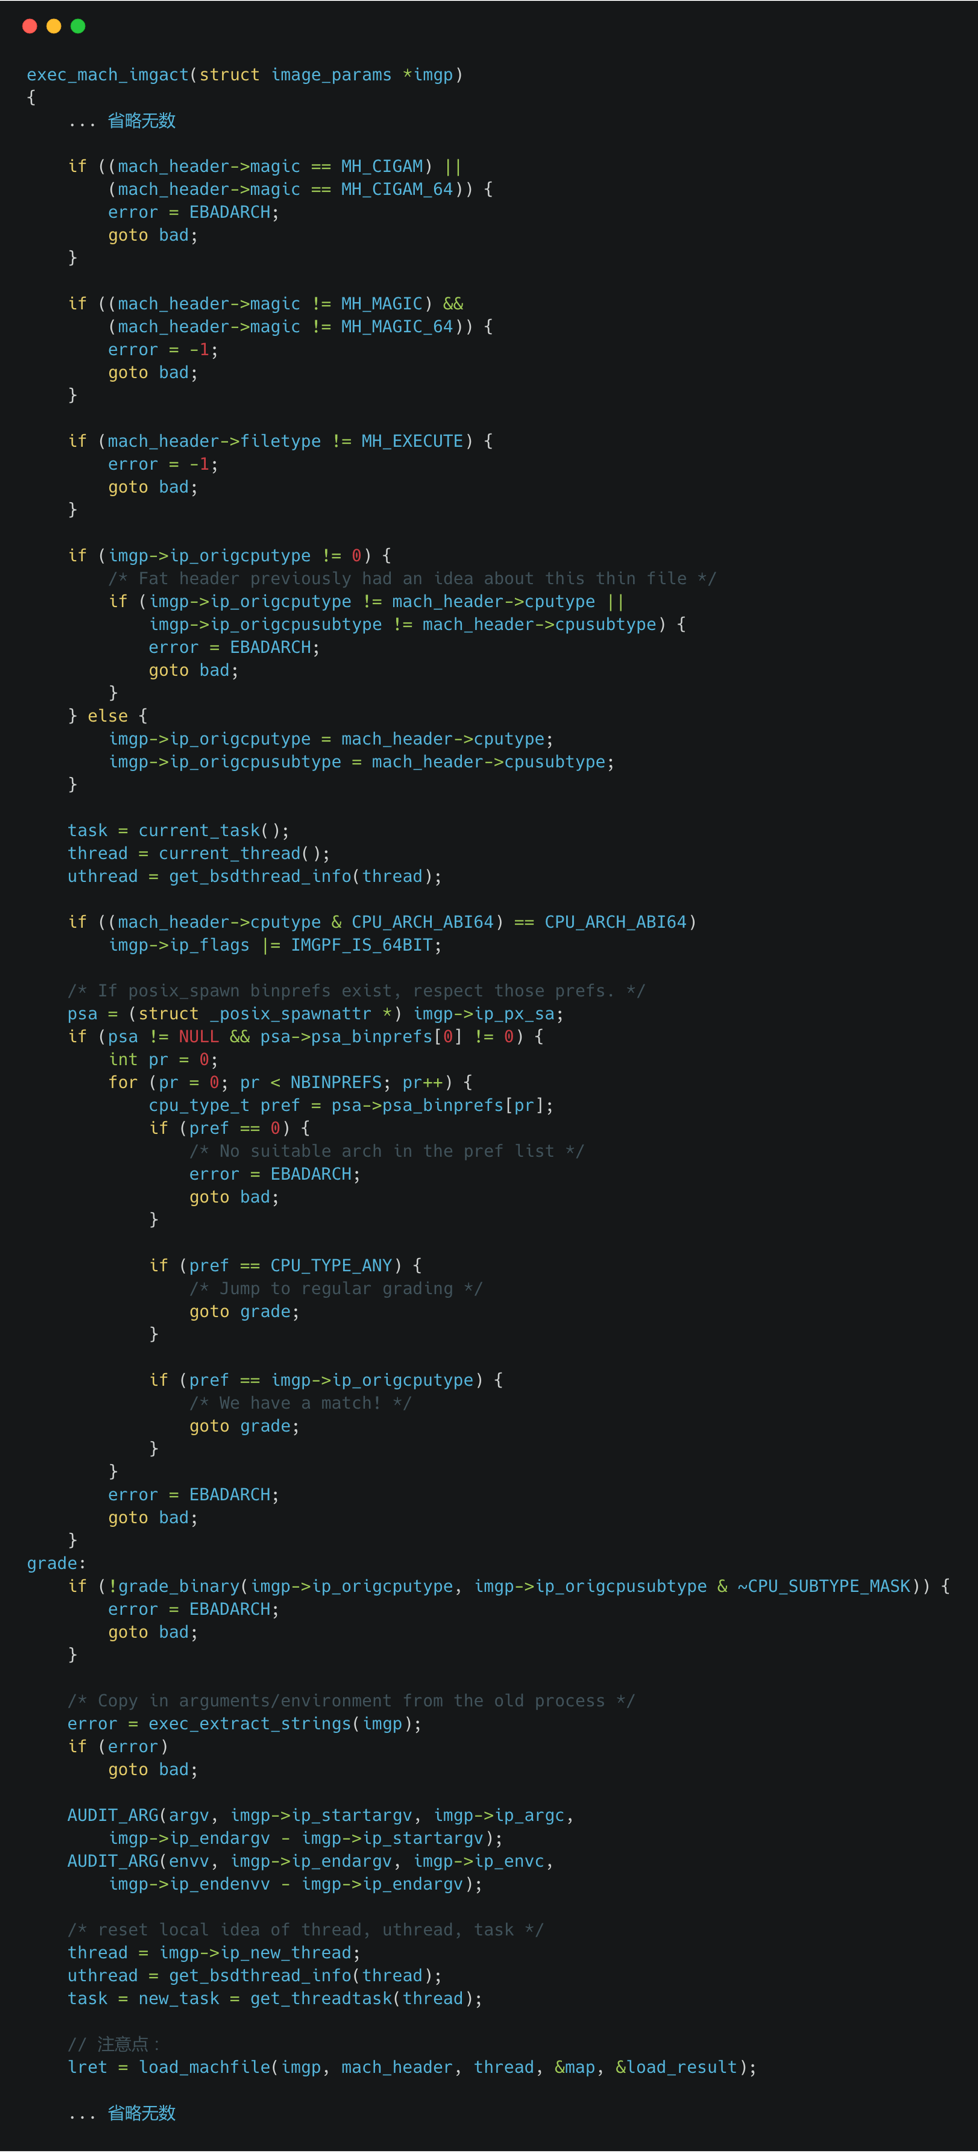 exec_mach_imgact(struct image_params *imgp)
{
    ... 省略无数

    if ((mach_header->magic == MH_CIGAM) ||
        (mach_header->magic == MH_CIGAM_64)) {
        error = EBADARCH;
        goto bad;
    }

    if ((mach_header->magic != MH_MAGIC) &&
        (mach_header->magic != MH_MAGIC_64)) {
        error = -1;
        goto bad;
    }

    if (mach_header->filetype != MH_EXECUTE) {
        error = -1;
        goto bad;
    }

    if (imgp->ip_origcputype != 0) {
        /* Fat header previously had an idea about this thin file */
        if (imgp->ip_origcputype != mach_header->cputype ||
            imgp->ip_origcpusubtype != mach_header->cpusubtype) {
            error = EBADARCH;
            goto bad;
        }
    } else {
        imgp->ip_origcputype = mach_header->cputype;
        imgp->ip_origcpusubtype = mach_header->cpusubtype;
    }

    task = current_task();
    thread = current_thread();
    uthread = get_bsdthread_info(thread);

    if ((mach_header->cputype & CPU_ARCH_ABI64) == CPU_ARCH_ABI64)
        imgp->ip_flags |= IMGPF_IS_64BIT;

    /* If posix_spawn binprefs exist, respect those prefs. */
    psa = (struct _posix_spawnattr *) imgp->ip_px_sa;
    if (psa != NULL && psa->psa_binprefs[0] != 0) {
        int pr = 0;
        for (pr = 0; pr < NBINPREFS; pr++) {
            cpu_type_t pref = psa->psa_binprefs[pr];
            if (pref == 0) {
                /* No suitable arch in the pref list */
                error = EBADARCH;
                goto bad;
            }

            if (pref == CPU_TYPE_ANY) {
                /* Jump to regular grading */
                goto grade;
            }

            if (pref == imgp->ip_origcputype) {
                /* We have a match! */
                goto grade;
            }
        }
        error = EBADARCH;
        goto bad;
    }
grade:
    if (!grade_binary(imgp->ip_origcputype, imgp->ip_origcpusubtype & ~CPU_SUBTYPE_MASK)) {
        error = EBADARCH;
        goto bad;
    }

    /* Copy in arguments/environment from the old process */
    error = exec_extract_strings(imgp);
    if (error)
        goto bad;

    AUDIT_ARG(argv, imgp->ip_startargv, imgp->ip_argc,
        imgp->ip_endargv - imgp->ip_startargv);
    AUDIT_ARG(envv, imgp->ip_endargv, imgp->ip_envc,
        imgp->ip_endenvv - imgp->ip_endargv);

    /* reset local idea of thread, uthread, task */
    thread = imgp->ip_new_thread;
    uthread = get_bsdthread_info(thread);
    task = new_task = get_threadtask(thread);

    // 注意点：
    lret = load_machfile(imgp, mach_header, thread, &map, &load_result);

    ... 省略无数